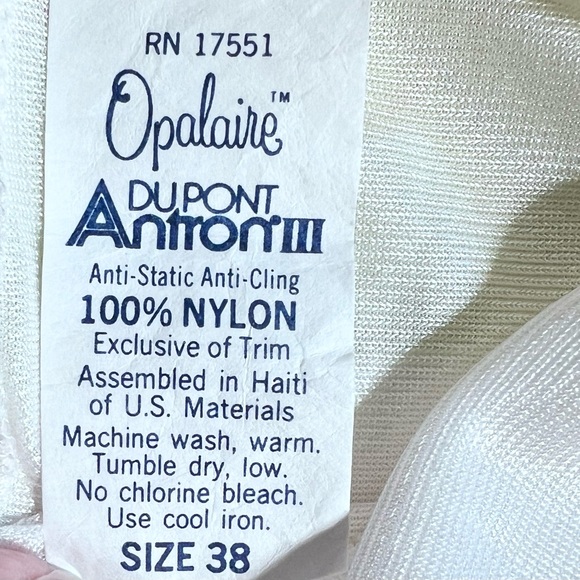 RN 17551
Opalaire™
DUPONT
Antron III
Anti-Static Anti-Cling
100% NYLON
Exclusive of Trim
Assembled in Haiti
of U.S. Materials
Machine wash, warm.
Tumble dry, low.
No chlorine bleach.
Use cool iron.
SIZE 38